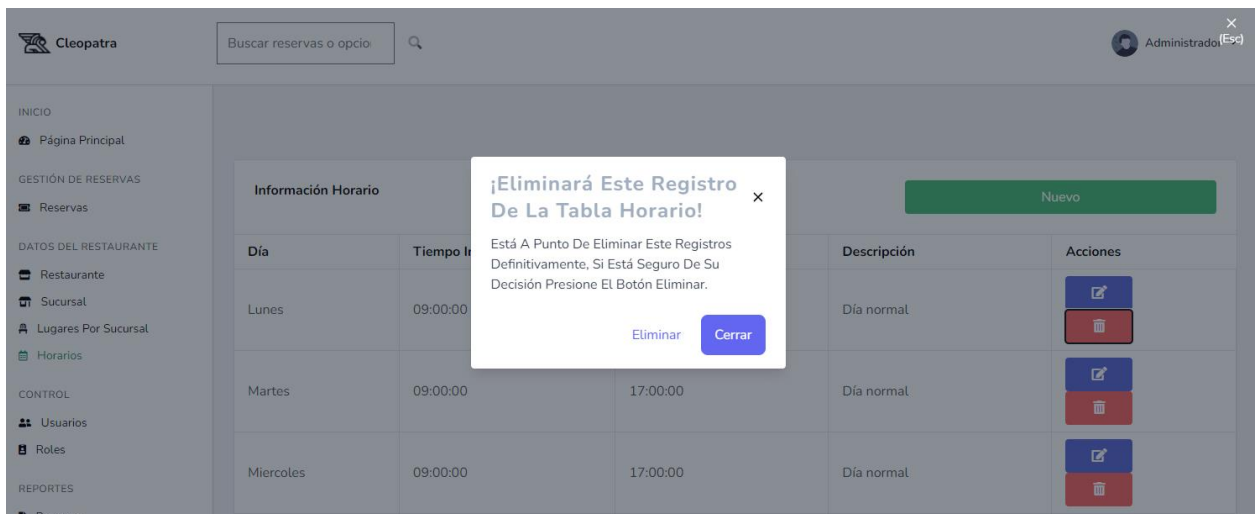 Cleopatra
Buscar reservas o opcio
Administrador
(Esc)
INICIO
Página Principal
GESTIÓN DE RESERVAS
Reservas
DATOS DEL RESTAURANTE
Restaurante
Sucursal
Lugares Por Sucursal
Horarios
CONTROL
Usuarios
Roles
REPORTES
Información Horario
Nuevo
Día
Tiempo I
Descripción
Acciones
Lunes
09:00:00
Día normal
Martes
09:00:00
17:00:00
Día normal
Miercoles
09:00:00
17:00:00
Día normal
¡Eliminará Este Registro
De La Tabla Horario!
Está A Punto De Eliminar Este Registros
Definitivamente, Si Está Seguro De Su
Decisión Presione El Botón Eliminar.
Eliminar
Cerrar